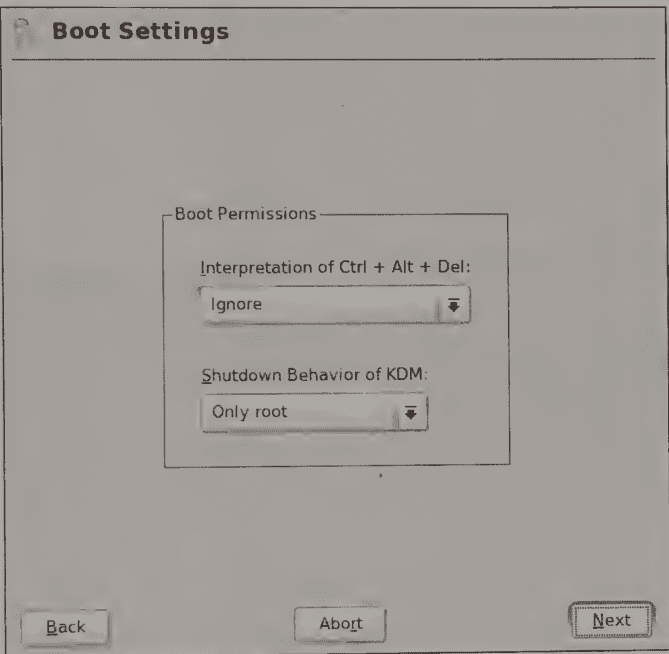 Boot Settings
Boot Permissions
Interpretation of Ctrl + Alt + Del:
Ignore
Shutdown Behavior of KDM:
Only root
Back
Abort
Next